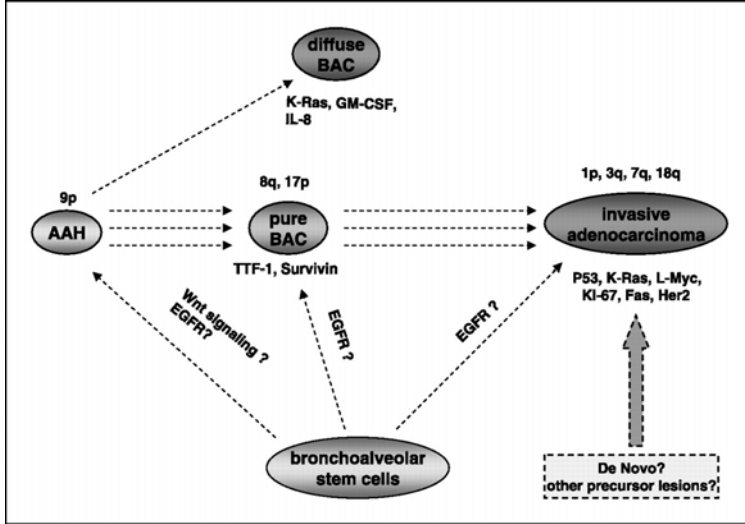 diffuse
BAC
K-Ras, GM-CSF,
IL-8
9p
8q, 17p
1p, 3q, 7q, 18q
AAH
pure
BAC
invasive
adenocarcinoma
TTF-1, Survivin
P53, K-Ras, L-Myc,
KI-67, Fas, Her2
Wnt signaling ?
EGFR?
EGFR ?
EGFR ?
bronchoalveolar
stem cells
De Novo?
other precursor lesions?